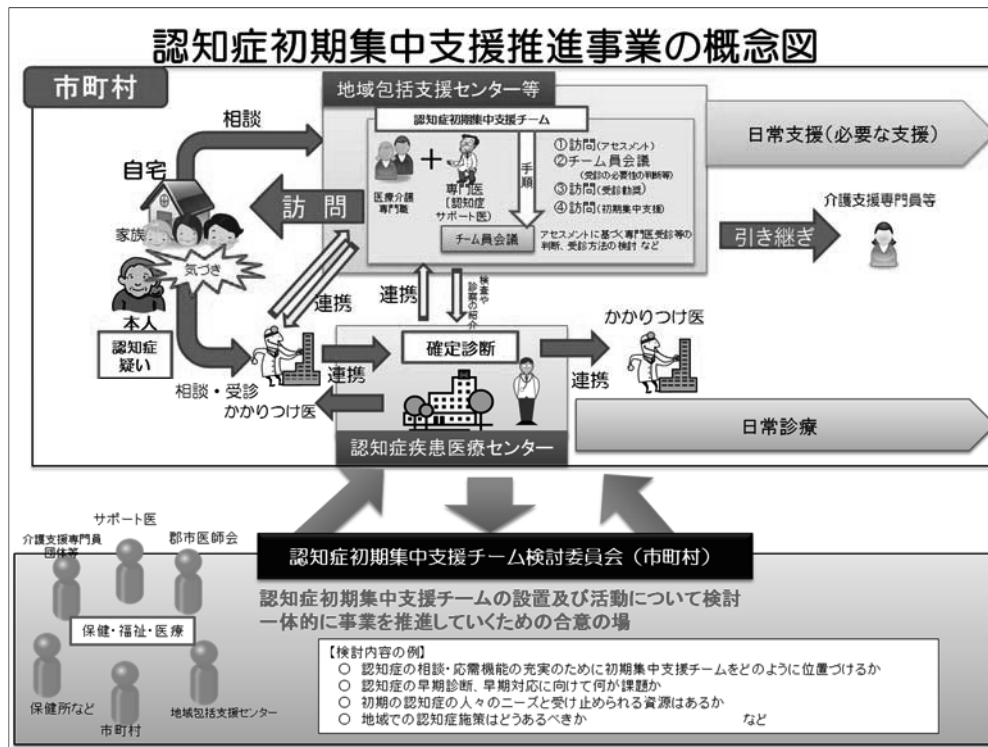 認知症初期集中支援推進事業の概念図
市町村
地域包括支援センター等
認知症初期集中支援チーム
相談
自宅
家族
気づき
本人
認知症
疑い
訪問
医療介護
専門職
専門医
(認知症
サポート医)
手順
①訪問(アセスメント)
②チーム員会議
(受診の必要性の判断等)
③訪問(受診勧奨)
④訪問(初期集中支援)
チーム員会議
アセスメントに基づく専門医受診等の
判断、受診方法の検討 など
日常支援(必要な支援)
引き継ぎ
介護支援専門員等
連携
連携
検査や
診察の紹介
相談・受診
かかりつけ医
連携
確定診断
認知症疾患医療センター
連携
かかりつけ医
日常診療
介護支援専門員
団体等
サポート医
郡市医師会
保健・福祉・医療
保健所など
市町村
地域包括支援センター
認知症初期集中支援チーム検討委員会（市町村）
認知症初期集中支援チームの設置及び活動について検討
一体的に事業を推進していくための合意の場
【検討内容の例】
○ 認知症の相談・応需機能の充実のために初期集中支援チームをどのように位置づけるか
○ 認知症の早期診断、早期対応に向けて何が課題か
○ 初期の認知症の人々のニーズと受け止められる資源はあるか
○ 地域での認知症施策はどうあるべきか など